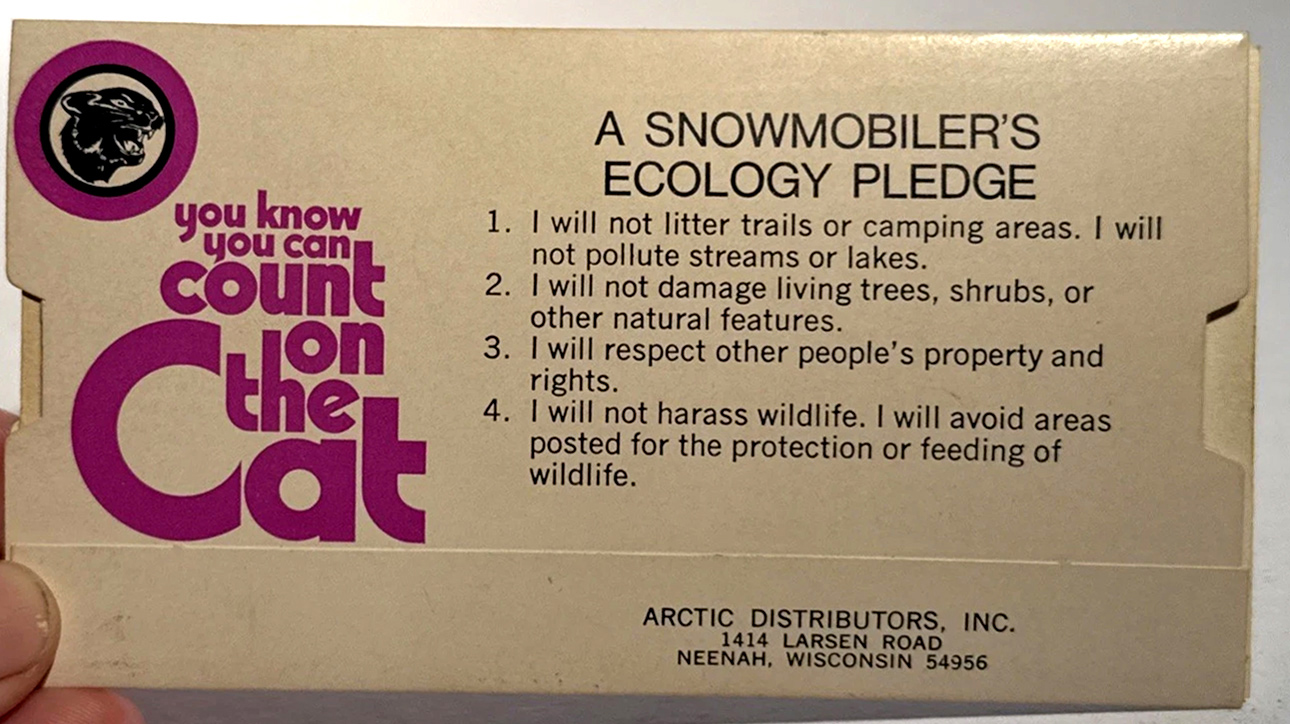 you know
you can
count
on
the
Cat
A SNOWMOBILER'S
ECOLOGY PLEDGE
1. I will not litter trails or camping areas. I will
not pollute streams or lakes.
2. I will not damage living trees, shrubs, or
other natural features.
3. I will respect other people's property and
rights.
4. I will not harass wildlife. I will avoid areas
posted for the protection or feeding of
wildlife.
ARCTIC DISTRIBUTORS, INC.
1414 LARSEN ROAD
NEENAH, WISCONSIN 54956